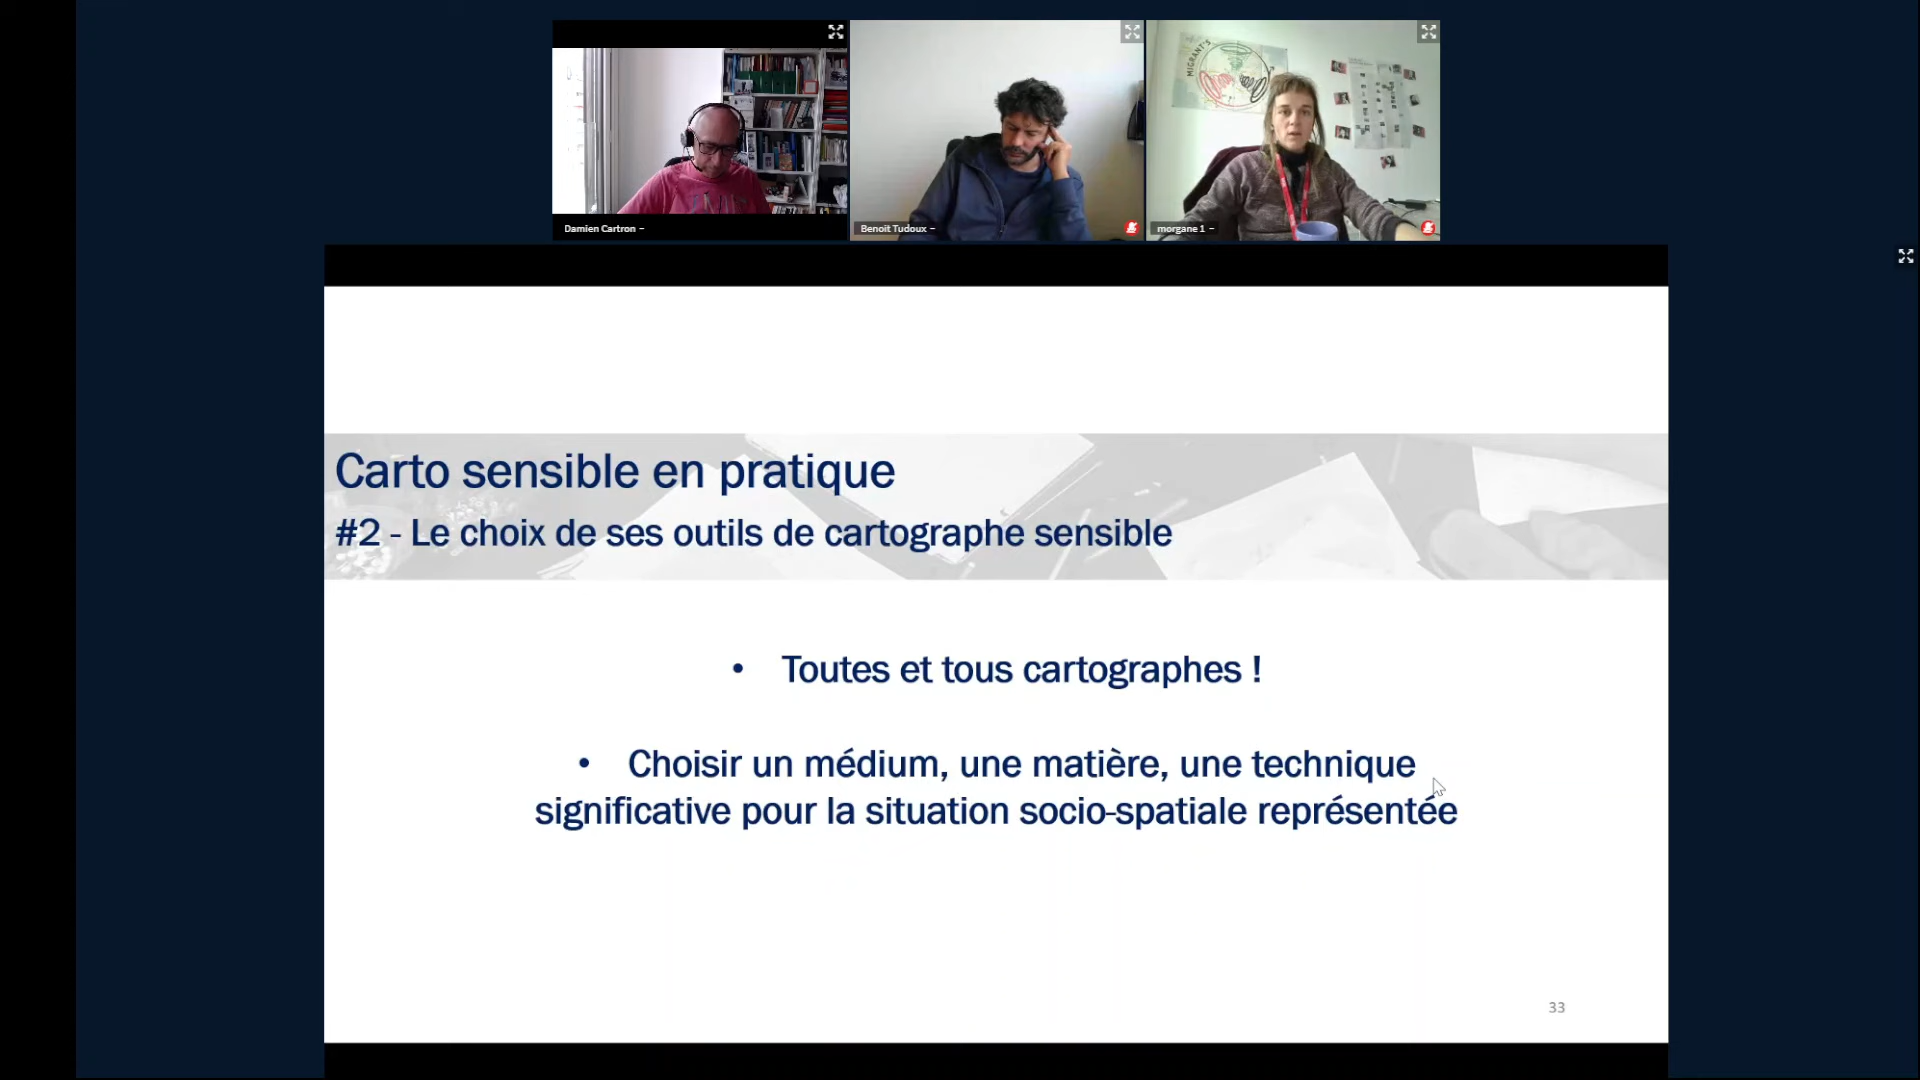 MIGRANT'S
Damien Cartron –
Benoit Tudoux –
morgane 1 –
Carto sensible en pratique
#2 - Le choix de ses outils de cartographe sensible
• Toutes et tous cartographes !
• Choisir un médium, une matière, une technique
significative pour la situation socio-spatiale représentée
33